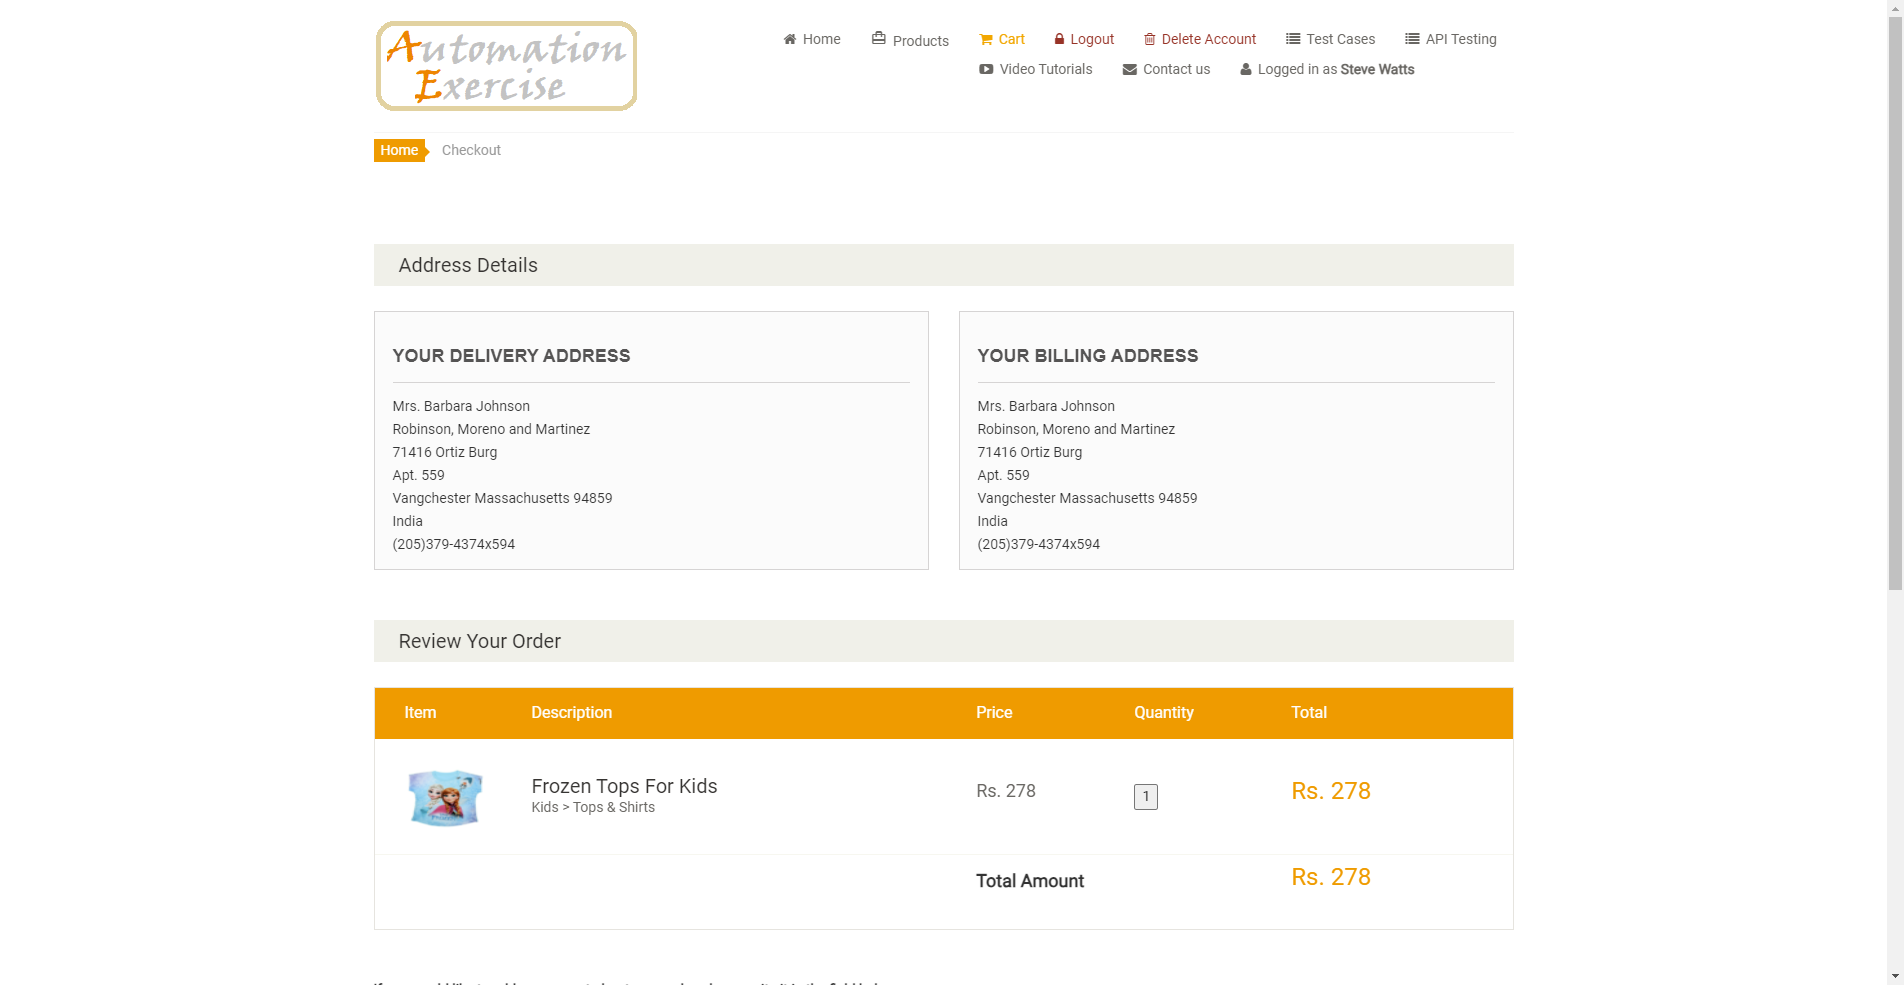 Automation
Exercise
Home
Products
Cart
Logout
Delete Account
Test Cases
API Testing
Video Tutorials
Contact us
Logged in as Steve Watts
Home
Checkout
Address Details
YOUR DELIVERY ADDRESS
Mrs. Barbara Johnson
Robinson, Moreno and Martinez
71416 Ortiz Burg
Apt. 559
Vangchester Massachusetts 94859
India
(205)379-4374x594
YOUR BILLING ADDRESS
Mrs. Barbara Johnson
Robinson, Moreno and Martinez
71416 Ortiz Burg
Apt. 559
Vangchester Massachusetts 94859
India
(205)379-4374x594
Review Your Order
Item Description Price Quantity Total
Frozen Tops For Kids
Kids > Tops & Shirts
Rs. 278
1
Rs. 278
Total Amount Rs. 278